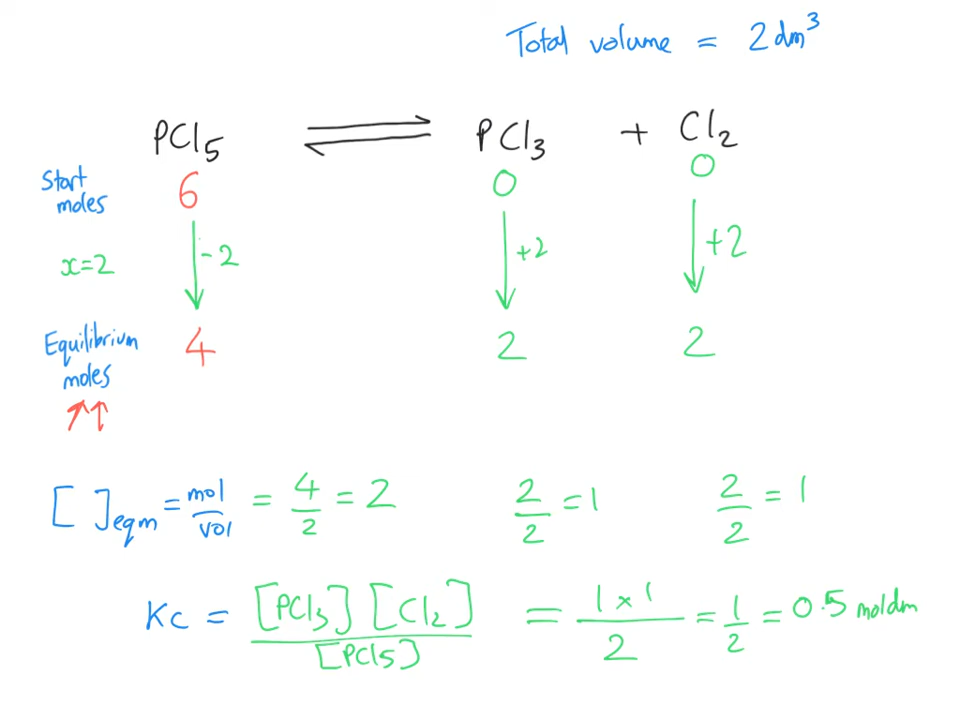 Total volume = 2dm³
PCl₅ ⇌ PCl₃ + Cl₂
Start moles 6 0 0
x=2 -2 +2 +2
Equilibrium moles 4 2 2
[ ]eqm = mol/vol = 4/2 = 2 2/2 = 1 2/2 = 1
Kc = [PCl₃][Cl₂]/[PCl5] = 1 x 1/2 = 1/2 = 0.5 moldm